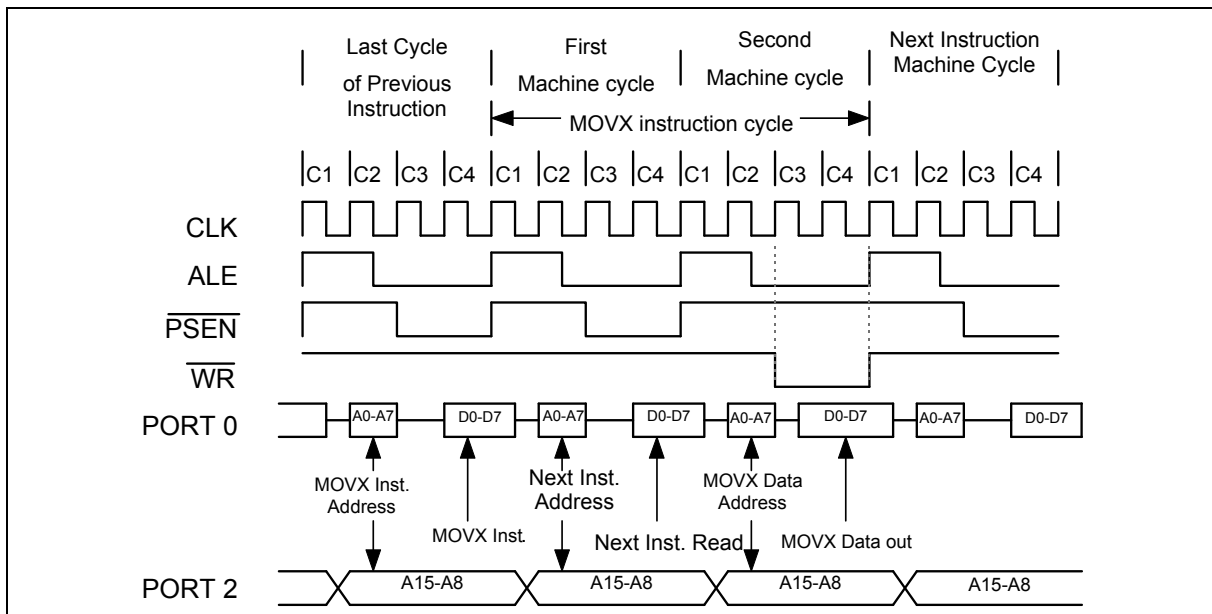 Last Cycle
of Previous
Instruction
First
Machine cycle
Second
Machine cycle
Next Instruction
Machine Cycle
MOVX instruction cycle
C1 C2 C3 C4 C1 C2 C3 C4 C1 C2 C3 C4 C1 C2 C3 C4
CLK
ALE
PSEN
WR
PORT 0
A0-A7 D0-D7 A0-A7 D0-D7 A0-A7 D0-D7 A0-A7 D0-D7
MOVX Inst.
Address
MOVX Inst.
Next Inst.
Address
Next Inst. Read
MOVX Data
Address
MOVX Data out
PORT 2
A15-A8 A15-A8 A15-A8 A15-A8